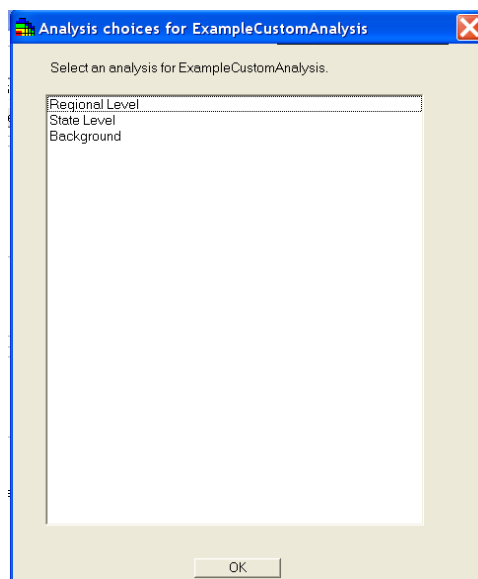 Analysis choices for ExampleCustomAnalysis
Select an analysis for ExampleCustomAnalysis.
Regional Level
State Level
Background
OK